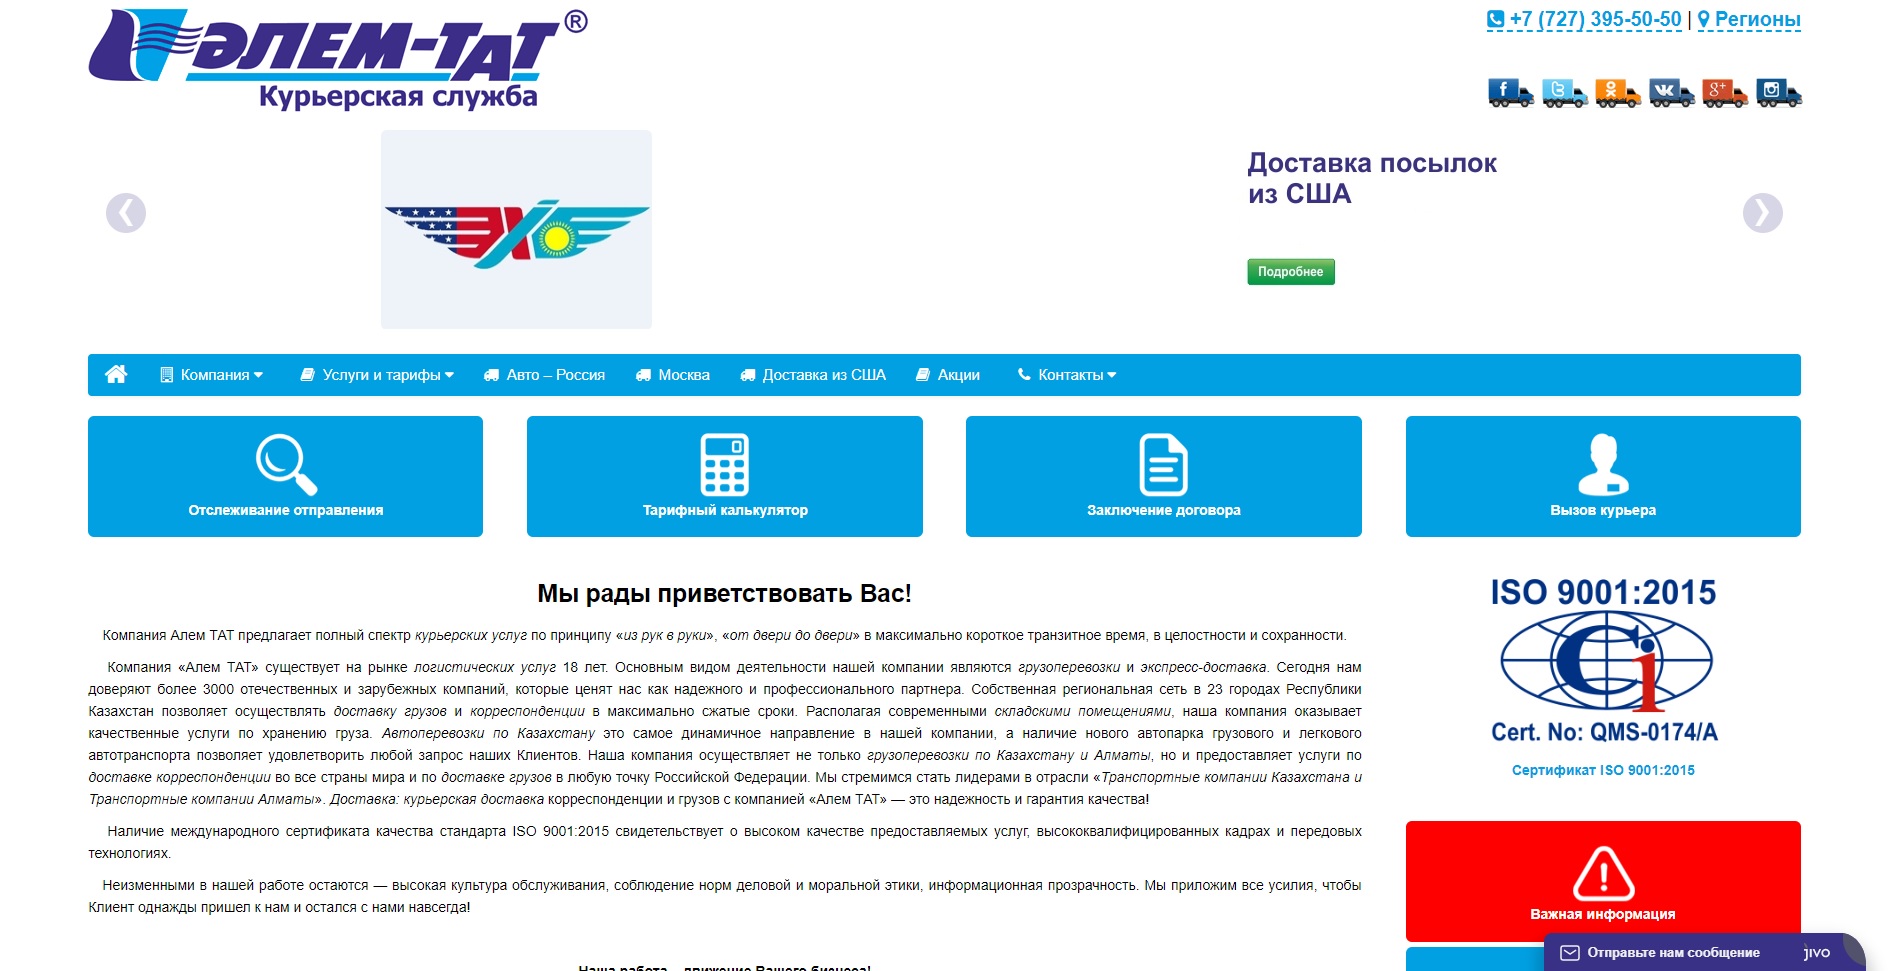 ӘЛЕМ-ТАТ®
Курьерская служба
+7 (727) 395-50-50 | Регионы
ЭХО
Доставка посылок
из США
Подробнее
Компания
Услуги и тарифы
Авто – Россия
Москва
Доставка из США
Акции
Контакты
Отслеживание отправления
Тарифный калькулятор
Заключение договора
Вызов курьера
Мы рады приветствовать Вас!
Компания Алем ТАТ предлагает полный спектр курьерских услуг по принципу «из рук в руки», «от двери до двери» в максимально короткое транзитное время, в целостности и сохранности.
Компания «Алем ТАТ» существует на рынке логистических услуг 18 лет. Основным видом деятельности нашей компании являются грузоперевозки и экспресс-доставка. Сегодня нам
доверяют более 3000 отечественных и зарубежных компаний, которые ценят нас как надежного и профессионального партнера. Собственная региональная сеть в 23 городах Республики
Казахстан позволяет осуществлять доставку грузов и корреспонденции в максимально сжатые сроки. Располагая современными складскими помещениями, наша компания оказывает
качественные услуги по хранению груза. Автоперевозки по Казахстану это самое динамичное направление в нашей компании, а наличие нового автопарка грузового и легкового
автотранспорта позволяет удовлетворить любой запрос наших Клиентов. Наша компания осуществляет не только грузоперевозки по Казахстану и Алматы, но и предоставляет услуги по
доставке корреспонденции во все страны мира и по доставке грузов в любую точку Российской Федерации. Мы стремимся стать лидерами в отрасли «Транспортные компании Казахстана и
Транспортные компании Алматы». Доставка: курьерская доставка корреспонденции и грузов с компанией «Алем ТАТ» — это надежность и гарантия качества!
Наличие международного сертификата качества стандарта ISO 9001:2015 свидетельствует о высоком качестве предоставляемых услуг, высококвалифицированных кадрах и передовых
технологиях.
Неизменными в нашей работе остаются — высокая культура обслуживания, соблюдение норм деловой и моральной этики, информационная прозрачность. Мы приложим все усилия, чтобы
Клиент однажды пришел к нам и остался с нами навсегда!
Наша работа – движение Вашего бизнеса!
ISO 9001:2015
Ci
Cert. No: QMS-0174/A
Сертификат ISO 9001:2015
Важная информация
Отправьте нам сообщение
jivo